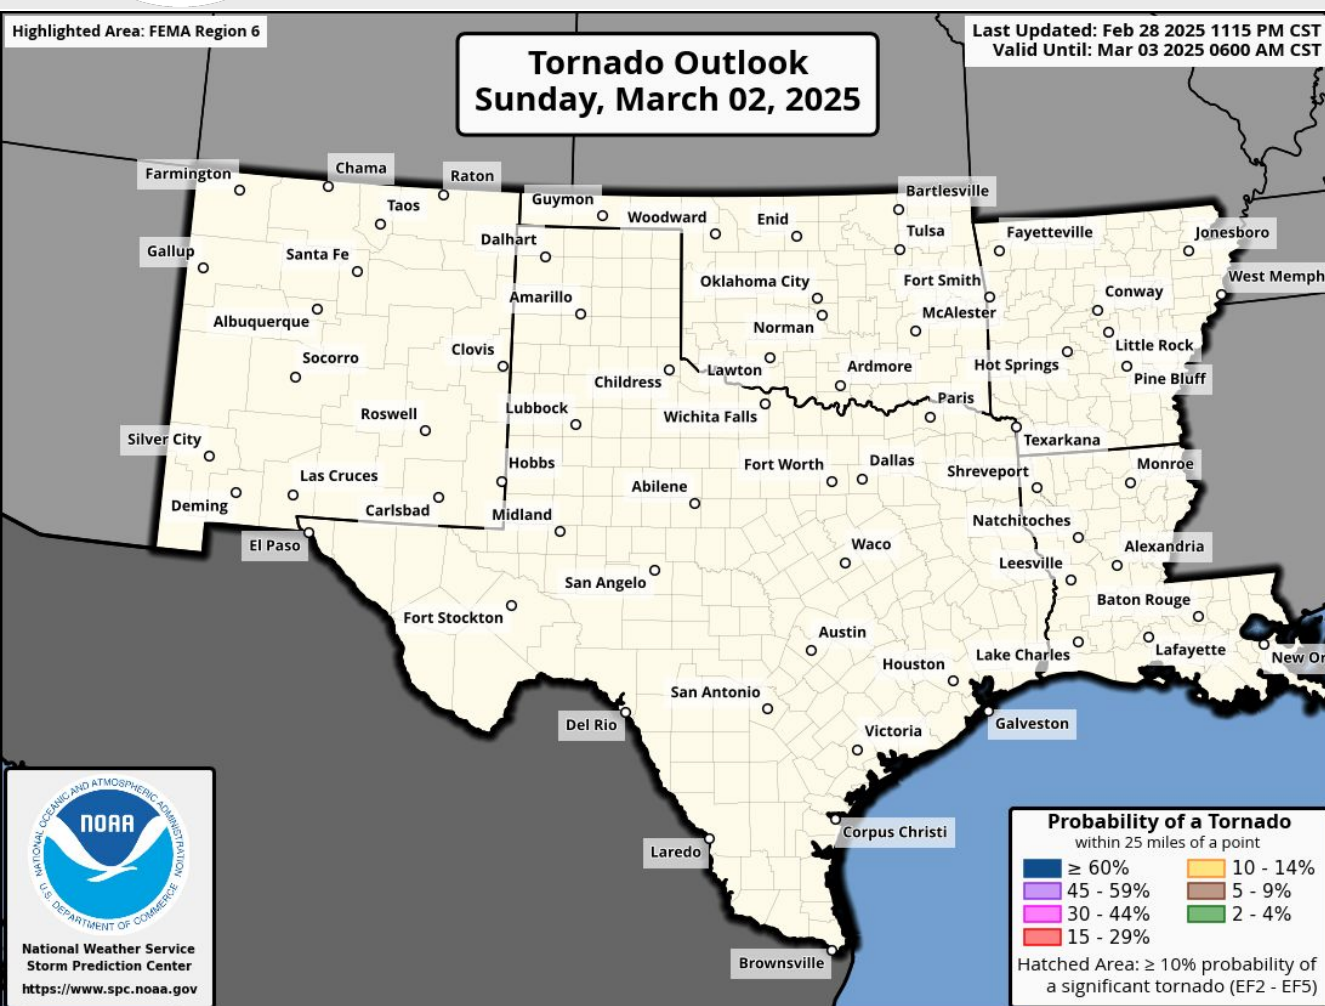 Highlighted Area: FEMA Region 6
Last Updated: Feb 28 2025 1115 PM CST
Valid Until: Mar 03 2025 0600 AM CST
Tornado Outlook
Sunday, March 02, 2025
Farmington
Chama
Raton
Taos
Guymon
Woodward
Enid
Bartlesville
Tulsa
Fayetteville
Jonesboro
Gallup
Santa Fe
Dalhart
Oklahoma City
Fort Smith
West Memph
Conway
Amarillo
Albuquerque
Norman
McAlester
Little Rock
Socorro
Clovis
Childress
Lawton
Ardmore
Hot Springs
Pine Bluff
Roswell
Lubbock
Wichita Falls
Paris
Silver City
Texarkana
Las Cruces
Hobbs
Fort Worth
Dallas
Shreveport
Monroe
Deming
Carlsbad
Abilene
Midland
Natchitoches
El Paso
Waco
Alexandria
San Angelo
Leesville
Fort Stockton
Baton Rouge
Austin
Houston
Lake Charles
Lafayette
New Or
San Antonio
Del Rio
Victoria
Galveston
Laredo
Corpus Christi
Brownsville
NATIONAL OCEANIC AND ATMOSPHERIC ADMINISTRATION
NOAA
U.S. DEPARTMENT OF COMMERCE
National Weather Service
Storm Prediction Center
https://www.spc.noaa.gov
Probability of a Tornado
within 25 miles of a point
≥ 60%
45 - 59%
30 - 44%
15 - 29%
10 - 14%
5 - 9%
2 - 4%
Hatched Area: ≥ 10% probability of
a significant tornado (EF2 - EF5)